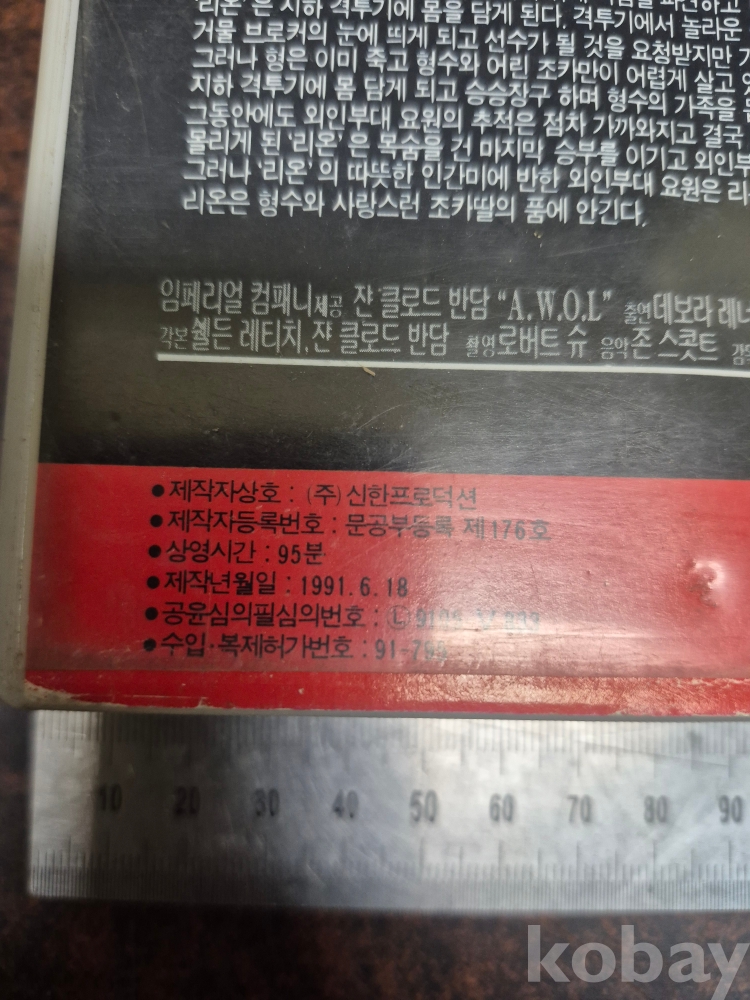 '리온'은 지하 격투기에 몸을 담게 된다. 격투기에서 놀라운
거물 브로커의 눈에 띄게 되고 선수가 될 것을 요청받지만
그러나 형은 이미 죽고 형수와 어린 조카만이 어렵게 살고
지하 격투기에 몸 담게 되고 승승장구 하며 형수의 가족을
그동안에도 외인부대 요원의 추적은 점차 가까와지고 결국
몰리게 된 '리온' 은 목숨을 건 마지막 승부를 이기고 외인부
그러나 '리온' 의 따뜻한 인간미에 반한 외인부대 요원은
리온은 형수와 사랑스런 조카딸의 품에 안긴다.
임페리얼 컴패니 제공 쟌 클로드 반담 "A.W.O.L" 출연 데보라 레
각본 쉘든 레티치, 쟌 클로드 반담 촬영 로버트 슈 음악 존 스콧트
• 제작자상호 : (주) 신한프로덕션
• 제작자등록번호 : 문공부등록 제176호
• 상영시간 : 95분
• 제작년월일 : 1991. 6. 18
• 공윤심의필심의번호 : Ⓛ
• 수입·복제허가번호 : 91-
10 20 30 40 50 60 70 80 90
kobay